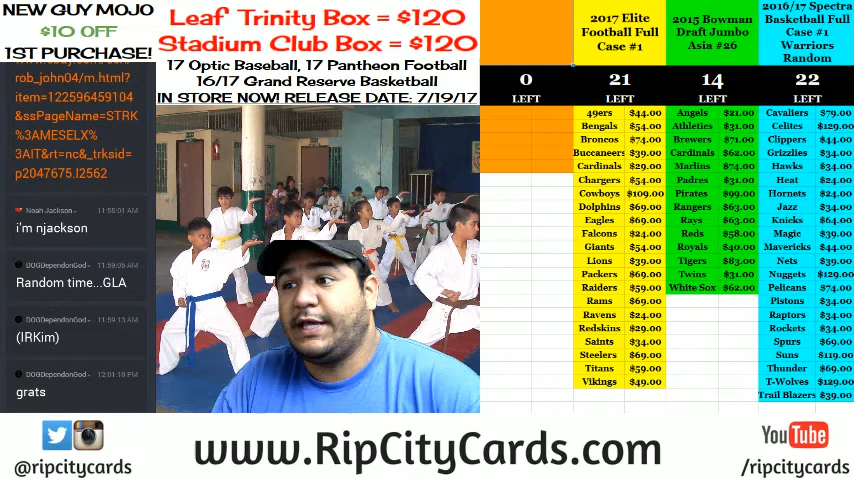 NEW GUY MOJO
$10 OFF
1ST PURCHASE!
rob_john04/m.html?
item=122596459104
&ssPageName=STRK
%3AMESELX%
3AIT&rt=nc&_trksid=
p2047675.l2562
Noah Jackson - 11:55:01 AM
i'm njackson
DOGDependonGod - 11:59:05 AM
Random time...GLA
DOGDependonGod - 11:59:13 AM
(IRKim)
DOGDependonGod - 12:01:10 PM
grats
Leaf Trinity Box = $120
Stadium Club Box = $120
17 Optic Baseball, 17 Pantheon Football
16/17 Grand Reserve Basketball
IN STORE NOW! RELEASE DATE: 7/19/17
0
LEFT
2017 Elite
Football Full
Case #1
21
LEFT
49ers $44.00
Bengals $54.00
Broncos $74.00
Buccaneers $39.00
Cardinals $29.00
Chargers $54.00
Cowboys $109.00
Dolphins $69.00
Eagles $69.00
Falcons $24.00
Giants $54.00
Lions $39.00
Packers $69.00
Raiders $59.00
Rams $69.00
Ravens $24.00
Redskins $29.00
Saints $34.00
Steelers $69.00
Titans $59.00
Vikings $49.00
2015 Bowman
Draft Jumbo
Asia #26
14
LEFT
Angels $21.00
Athletics $31.00
Brewers $71.00
Cardinals $62.00
Marlins $74.00
Padres $31.00
Pirates $99.00
Rangers $63.00
Rays $63.00
Reds $58.00
Royals $40.00
Tigers $83.00
Twins $31.00
White Sox $62.00
2016/17 Spectra
Basketball Full
Case #1
Warriors
Random
22
LEFT
Cavaliers $79.00
Celtics $129.00
Clippers $44.00
Grizzlies $34.00
Hawks $34.00
Heat $24.00
Hornets $24.00
Jazz $34.00
Knicks $64.00
Magic $39.00
Mavericks $44.00
Nets $39.00
Nuggets $129.00
Pelicans $74.00
Pistons $34.00
Raptors $34.00
Rockets $34.00
Spurs $69.00
Suns $119.00
Thunder $69.00
T-Wolves $129.00
Trail Blazers $39.00
@ripcitycards
www.RipCityCards.com
YouTube
/ripcitycards